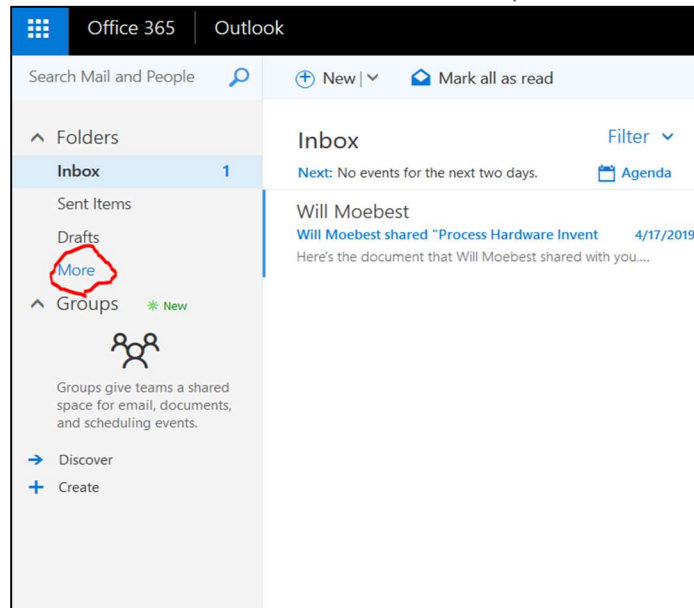 Office 365 Outlook
Search Mail and People
New
Mark all as read
Folders
Inbox 1
Sent Items
Drafts
More
Groups New
Groups give teams a shared
space for email, documents,
and scheduling events.
Discover
Create
Inbox Filter
Next: No events for the next two days. Agenda
Will Moebest
Will Moebest shared "Process Hardware Invent 4/17/2019
Here's the document that Will Moebest shared with you....